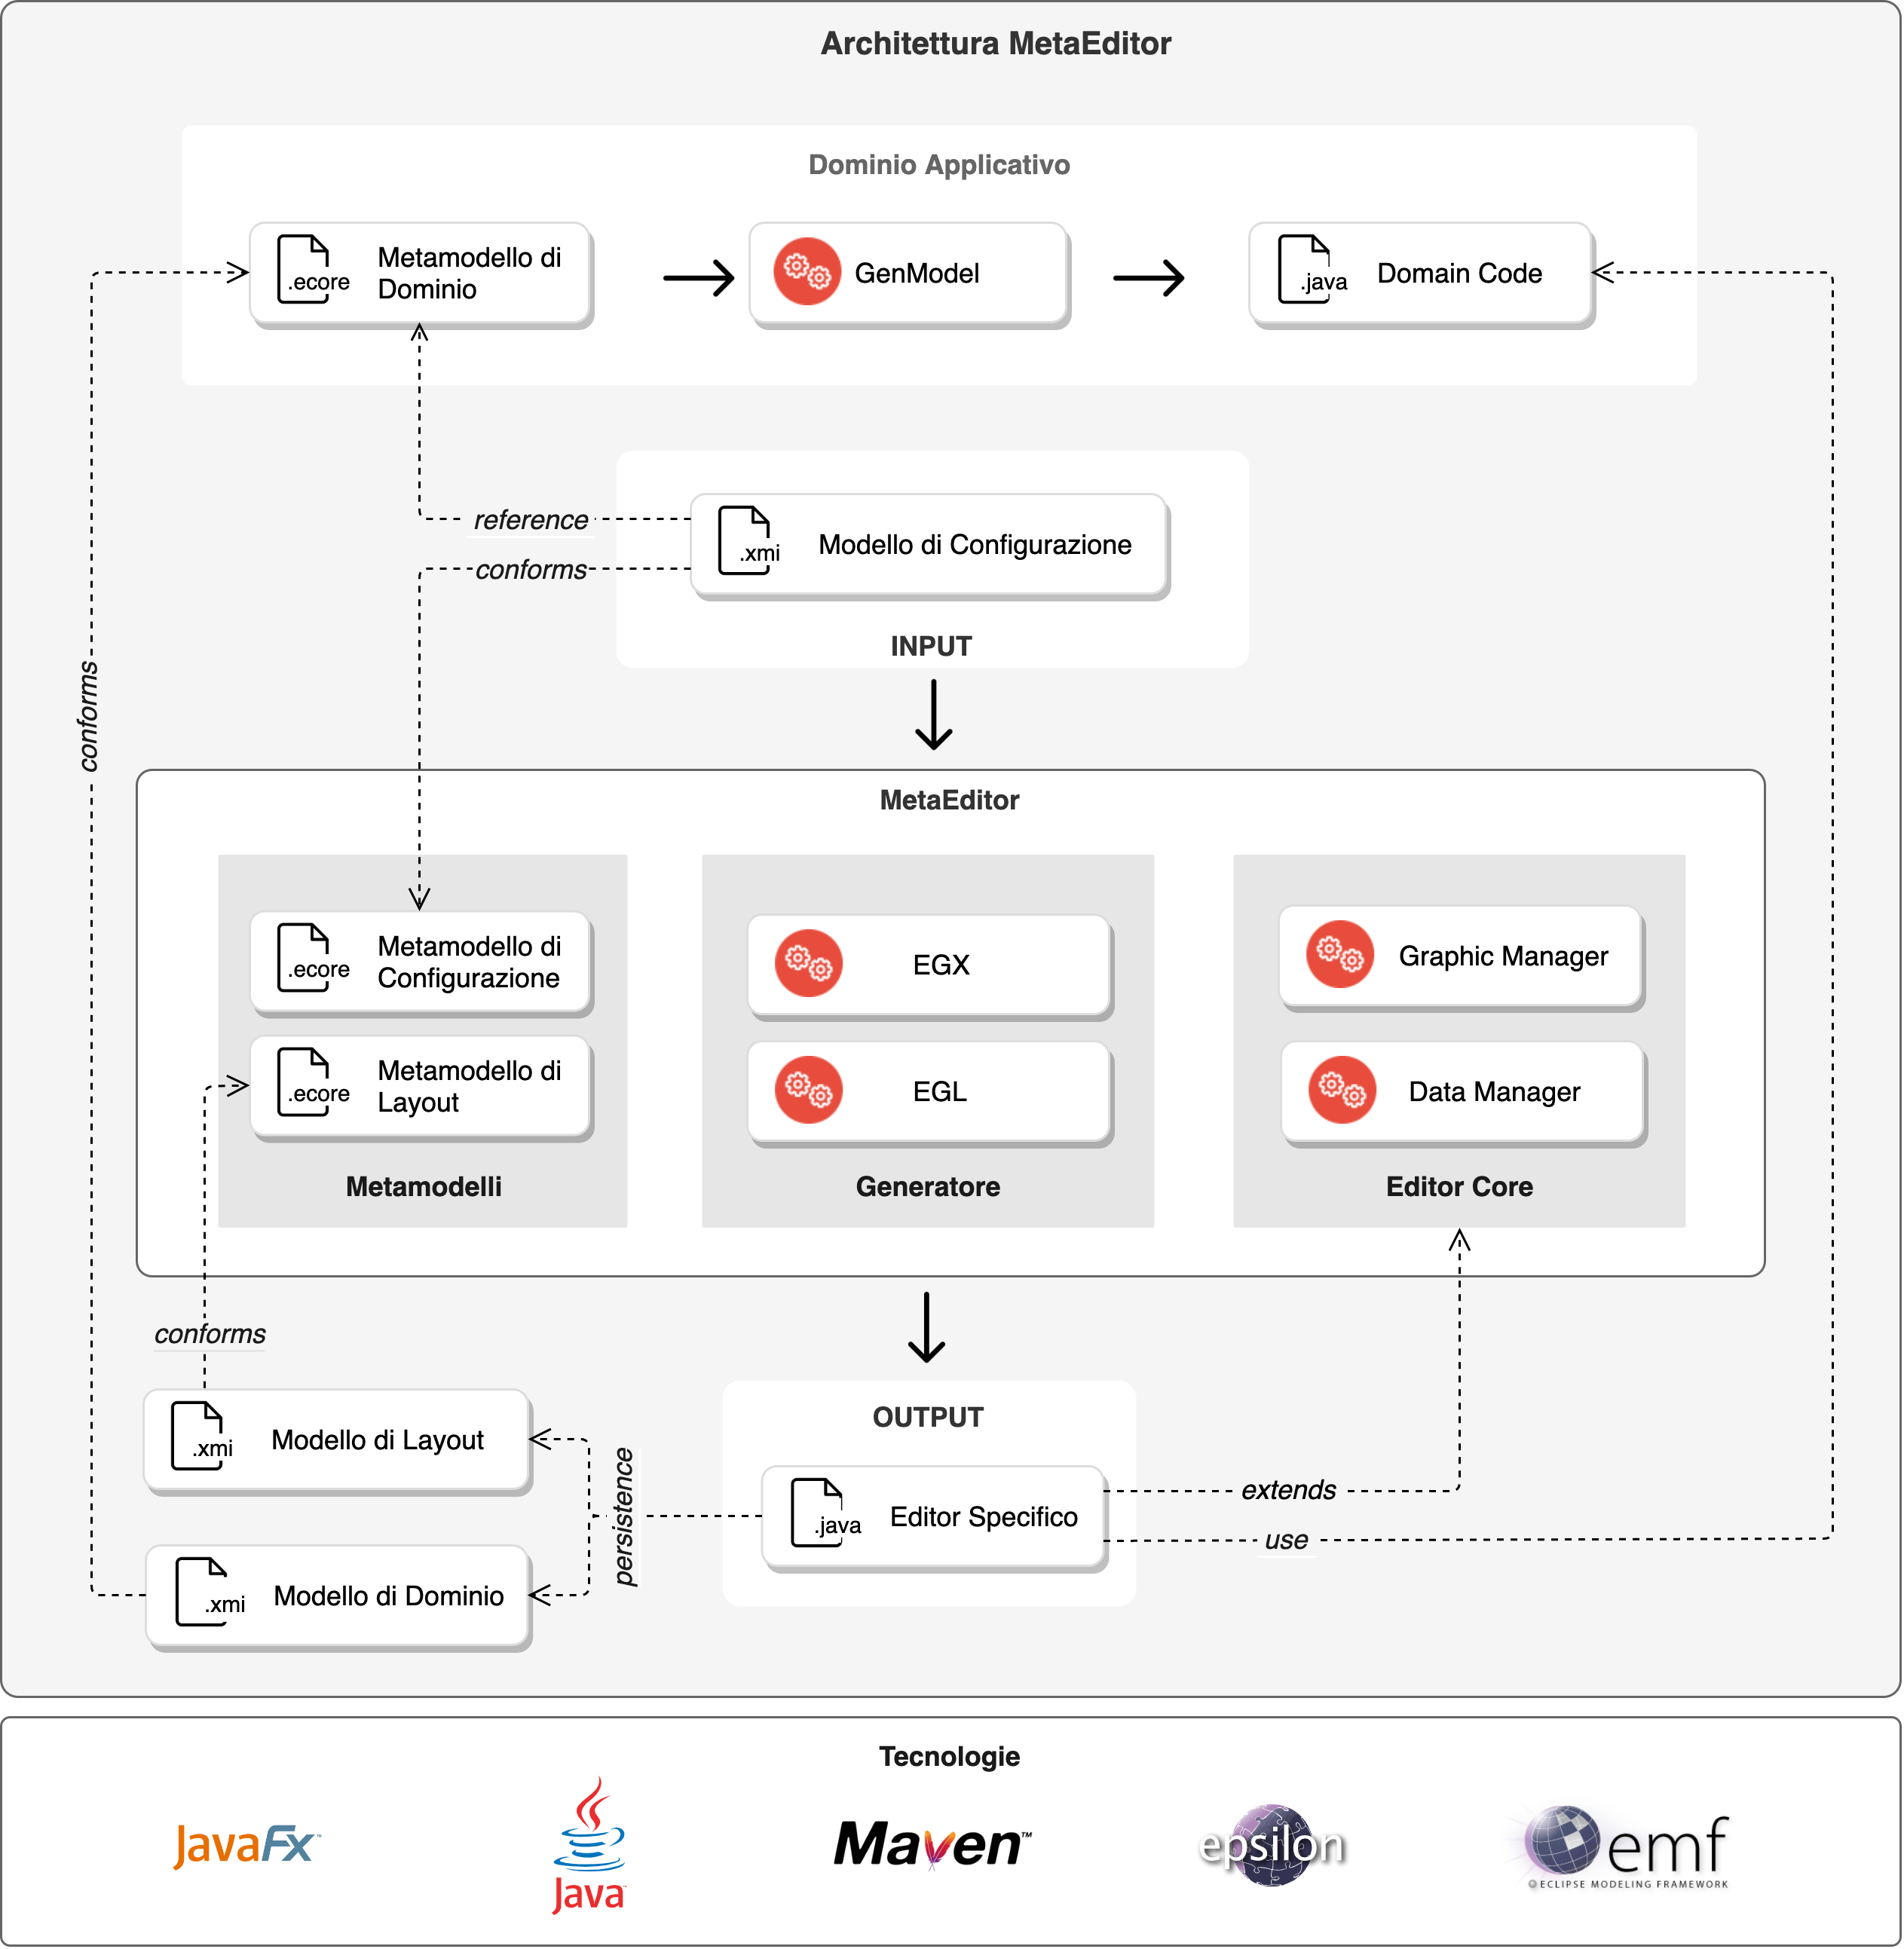 Architettura MetaEditor
Dominio Applicativo
.ecore
Metamodello di
Dominio
GenModel
.java
Domain Code
reference
conforms
.xmi
Modello di Configurazione
INPUT
conforms
MetaEditor
.ecore
Metamodello di
Configurazione
.ecore
Metamodello di
Layout
Metamodelli
EGX
EGL
Generatore
Graphic Manager
Data Manager
Editor Core
conforms
.xmi
Modello di Layout
.xmi
Modello di Dominio
persistence
OUTPUT
.java
Editor Specifico
extends
use
Tecnologie
JavaFx™
Java™
Maven™
epsilon
emf
ECLIPSE MODELING FRAMEWORK